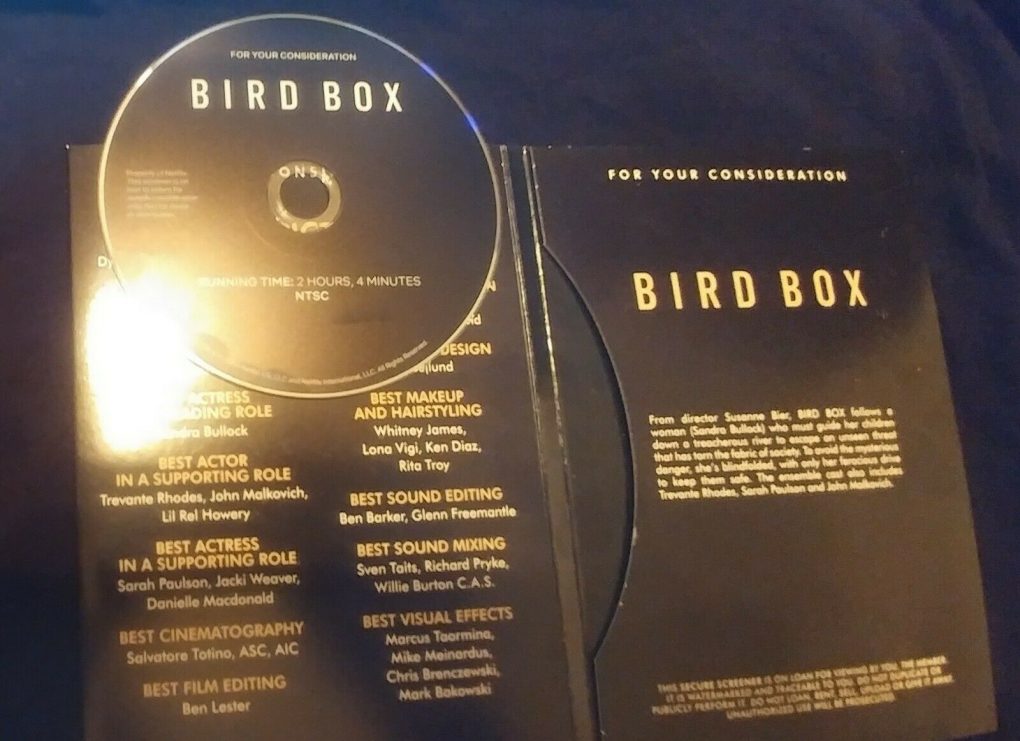 FOR YOUR CONSIDERATION
BIRD BOX
RUNNING TIME: 2 HOURS, 4 MINUTES
NTSC
DESIGN
ACTRESS
ROLE
Bullock
BEST ACTOR
IN A SUPPORTING ROLE
Trevante Rhodes, John Malkovich,
Lil Rel Howery
BEST ACTRESS
IN A SUPPORTING ROLE
Sarah Paulson, Jacki Weaver,
Danielle Macdonald
BEST CINEMATOGRAPHY
Salvatore Totino, ASC, AIC
BEST FILM EDITING
Ben Lester
BEST MAKEUP
AND HAIRSTYLING
Whitney James,
Lona Vigi, Ken Diaz,
Rita Troy
BEST SOUND EDITING
Ben Barker, Glenn Freemantle
BEST SOUND MIXING
Sven Taits, Richard Pryke,
Willie Burton C.A.S.
BEST VISUAL EFFECTS
Marcus Taormina,
Mike Meinardus,
Chris Brenczewski,
Mark Bakowski
FOR YOUR CONSIDERATION
BIRD BOX
From director Susanne Bier, BIRD BOX follows a
woman (Sandra Bullock) who must guide her children
down a treacherous river to escape an unseen threat
that has torn the fabric of society. To avoid the mysterious
danger, she's blindfolded, with only her human drive
to keep them safe. The ensemble cast also includes
Trevante Rhodes, Sarah Paulson and John Malkovich.
THIS SECURE SCREENER IS ON LOAN FOR VIEWING BY YOU, THE MEMBER.
IT IS WATERMARKED AND TRACEABLE TO YOU. DO NOT DUPLICATE OR
PUBLICLY PERFORM IT. DO NOT LOAN, RENT, SELL, UPLOAD OR GIVE IT AWAY.
UNAUTHORIZED USE WILL BE PROSECUTED.